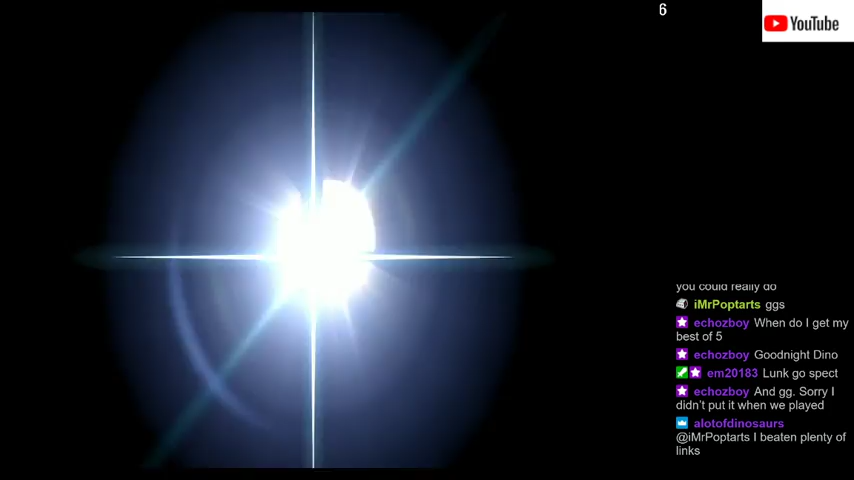 6
YouTube
you could really do
iMrPoptarts ggs
echozboy When do I get my
best of 5
echozboy Goodnight Dino
em20183 Lunk go spect
echozboy And gg. Sorry I
didn't put it when we played
alotofdinosaurs
@iMrPoptarts I beaten plenty of
links